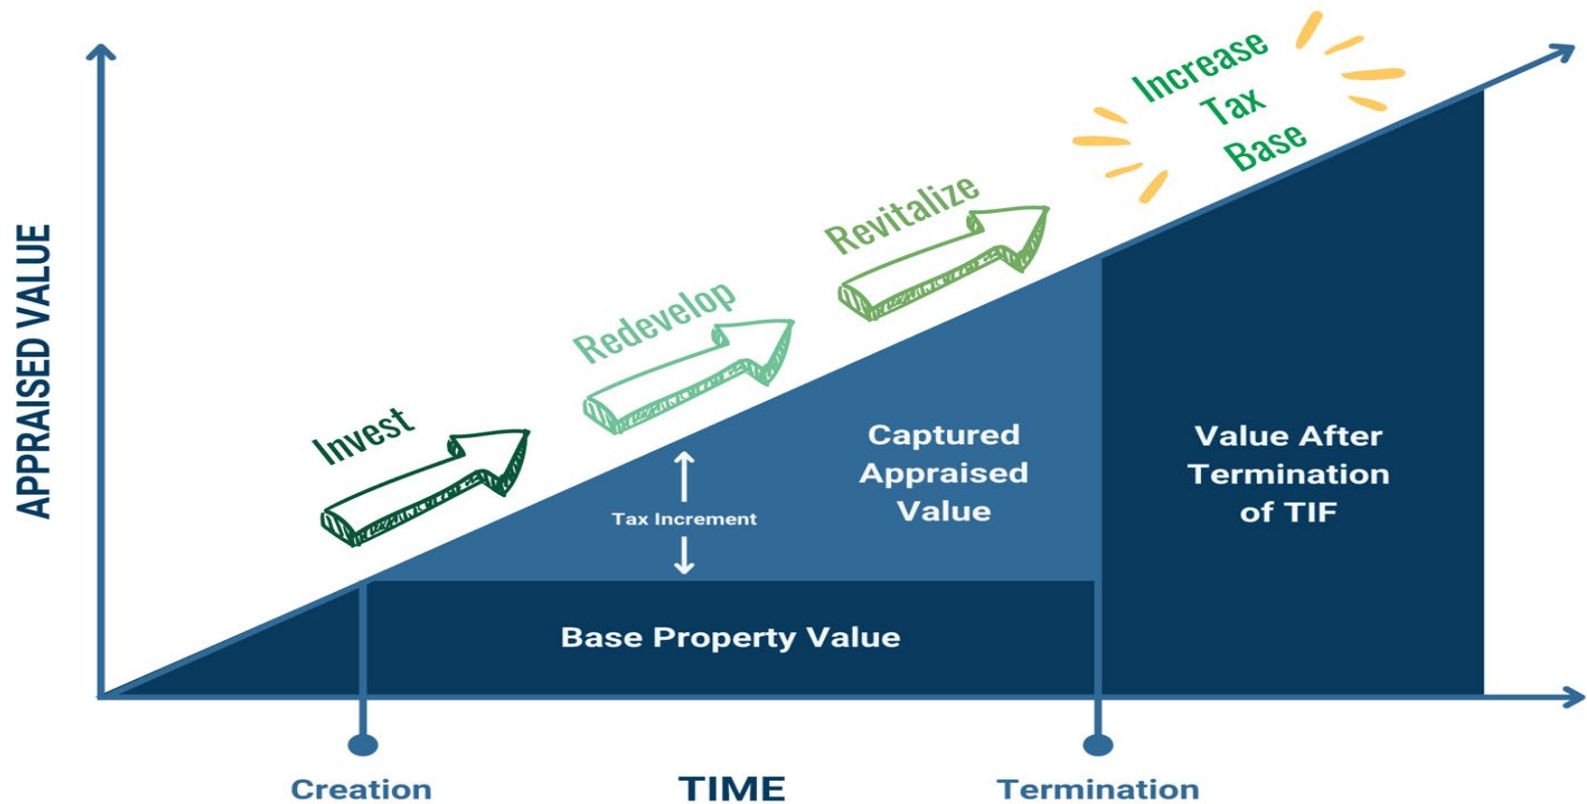 Increase
Tax
Base
Revitalize
Redevelop
Invest
APPRAISED VALUE
Captured
Appraised
Value
Value After
Termination
of TIF
Tax Increment
Base Property Value
Creation
TIME
Termination